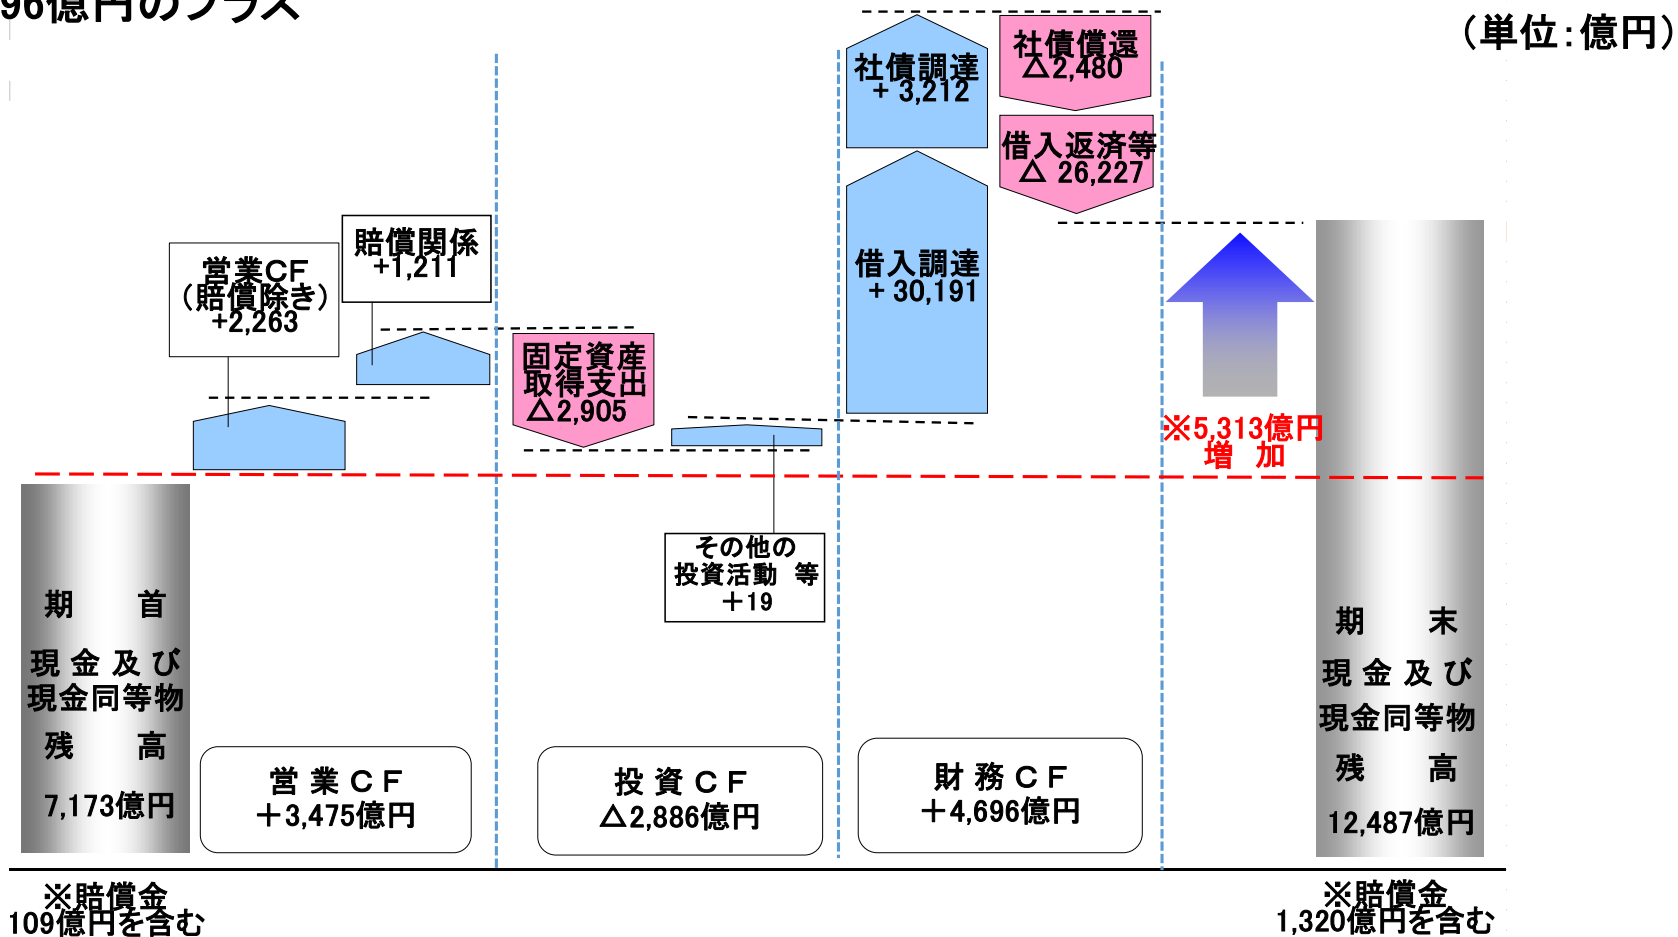 96億円のプラス
（単位：億円）
社債調達
+ 3,212
社債償還
△2,480
借入返済等
△ 26,227
借入調達
+ 30,191
賠償関係
+1,211
営業CF
（賠償除き）
+2,263
固定資産
取得支出
△2,905
その他の
投資活動 等
＋19
※5,313億円
増 加
期 首
現 金 及 び
現金同等物
残 高
7,173億円
営 業 C F
＋3,475億円
投 資 C F
△2,886億円
財 務 C F
＋4,696億円
期 末
現 金 及 び
現金同等物
残 高
12,487億円
※賠償金
109億円を含む
※賠償金
1,320億円を含む